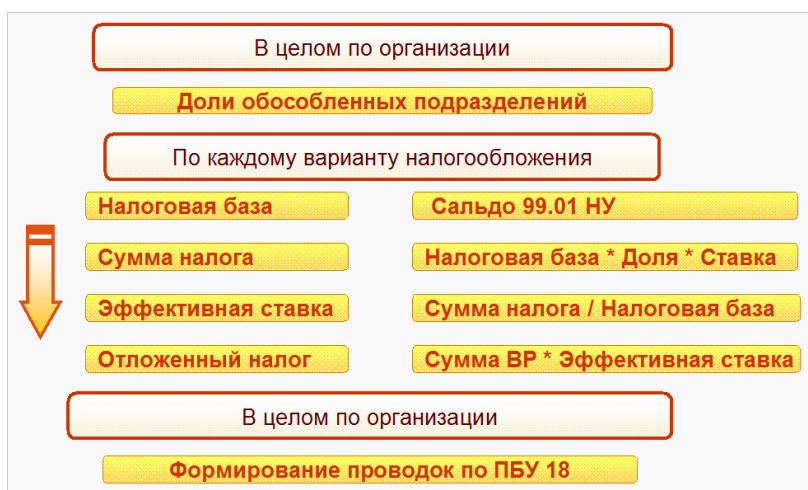 В целом по организации
Доли обособленных подразделений
По каждому варианту налогообложения
Налоговая база
Сальдо 99.01 НУ
Сумма налога
Налоговая база * Доля * Ставка
Эффективная ставка
Сумма налога / Налоговая база
Отложенный налог
Сумма ВР * Эффективная ставка
В целом по организации
Формирование проводок по ПБУ 18